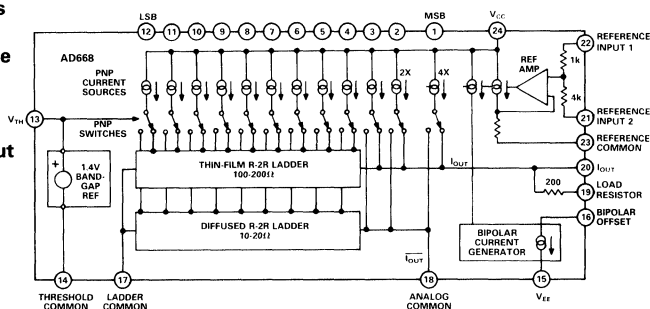 s
e
ut
LSB
MSB
VCC
12 11 10 9 8 7 6 5 4 3 2 1 24
22 REFERENCE INPUT 1
AD668
PNP CURRENT SOURCES
2X
4X
REF AMP
1k
4k
21 REFERENCE INPUT 2
VTH 13
PNP SWITCHES
23 REFERENCE COMMON
THIN-FILM R-2R LADDER
100-200Ω
IOUT
20 IOUT
+
1.4V BAND-GAP REF
200
19 LOAD RESISTOR
16 BIPOLAR OFFSET
DIFFUSED R-2R LADDER
10-20Ω
BIPOLAR CURRENT GENERATOR
IOUT
14
17
18
15
THRESHOLD COMMON
LADDER COMMON
ANALOG COMMON
VEE